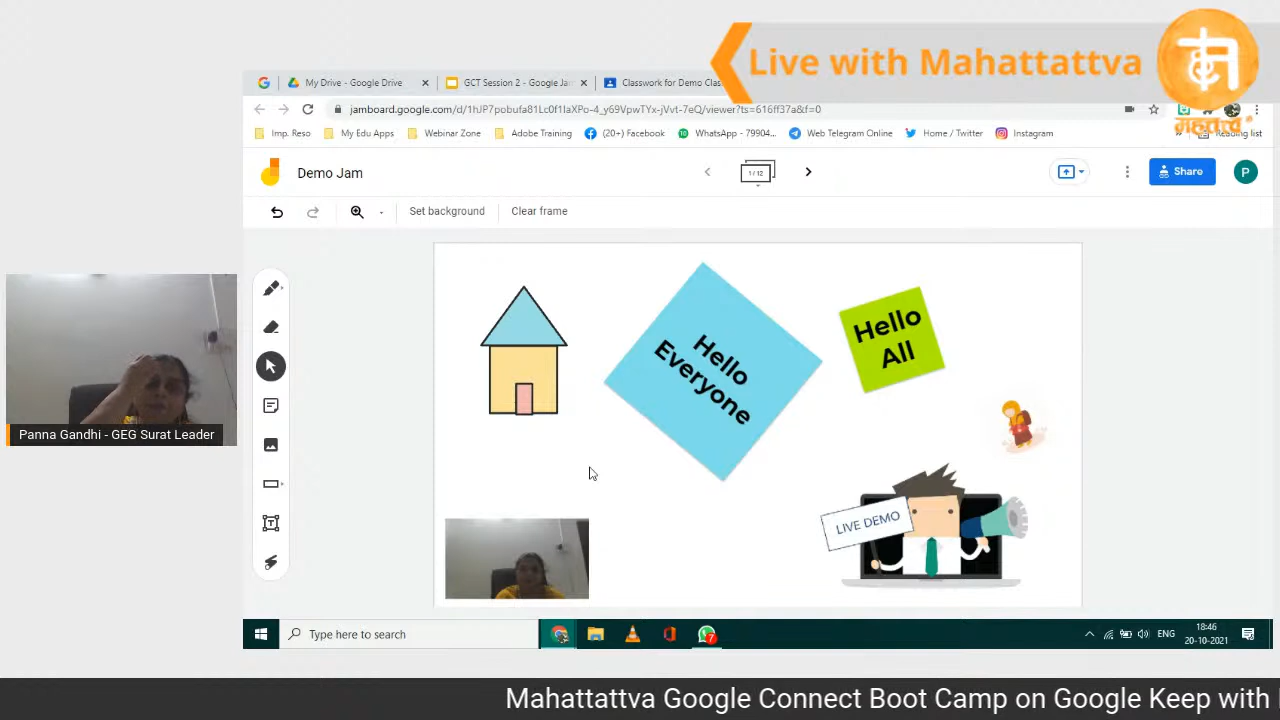 Live with Mahattattva
महत्तत्त्व
My Drive - Google Drive
GCT Session 2 - Google Jam
Classwork for Demo Clas
jamboard.google.com/d/1hUP7pobufa81Lc0f1IaXPo-4_y69VpwTYx-jVvt-7eQ/viewer?ts=616ff37a&f=0
Imp. Reso
My Edu Apps
Webinar Zone
Adobe Training
(20+) Facebook
WhatsApp - 79904...
Web Telegram Online
Home / Twitter
Instagram
Reading list
Demo Jam
1 / 12
Share
P
Set background
Clear frame
Hello
Everyone
Hello
All
LIVE DEMO
Panna Gandhi - GEG Surat Leader
Type here to search
7
ENG
18:46
20-10-2021
Mahattattva Google Connect Boot Camp on Google Keep with